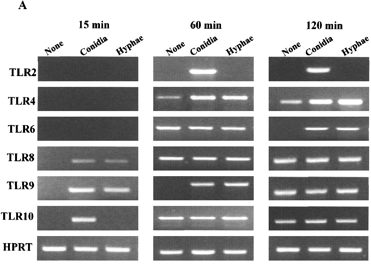 A
15 min
60 min
120 min
None Conidia Hyphae
None Conidia Hyphae
None Conidia Hyphae
TLR2
TLR4
TLR6
TLR8
TLR9
TLR10
HPRT